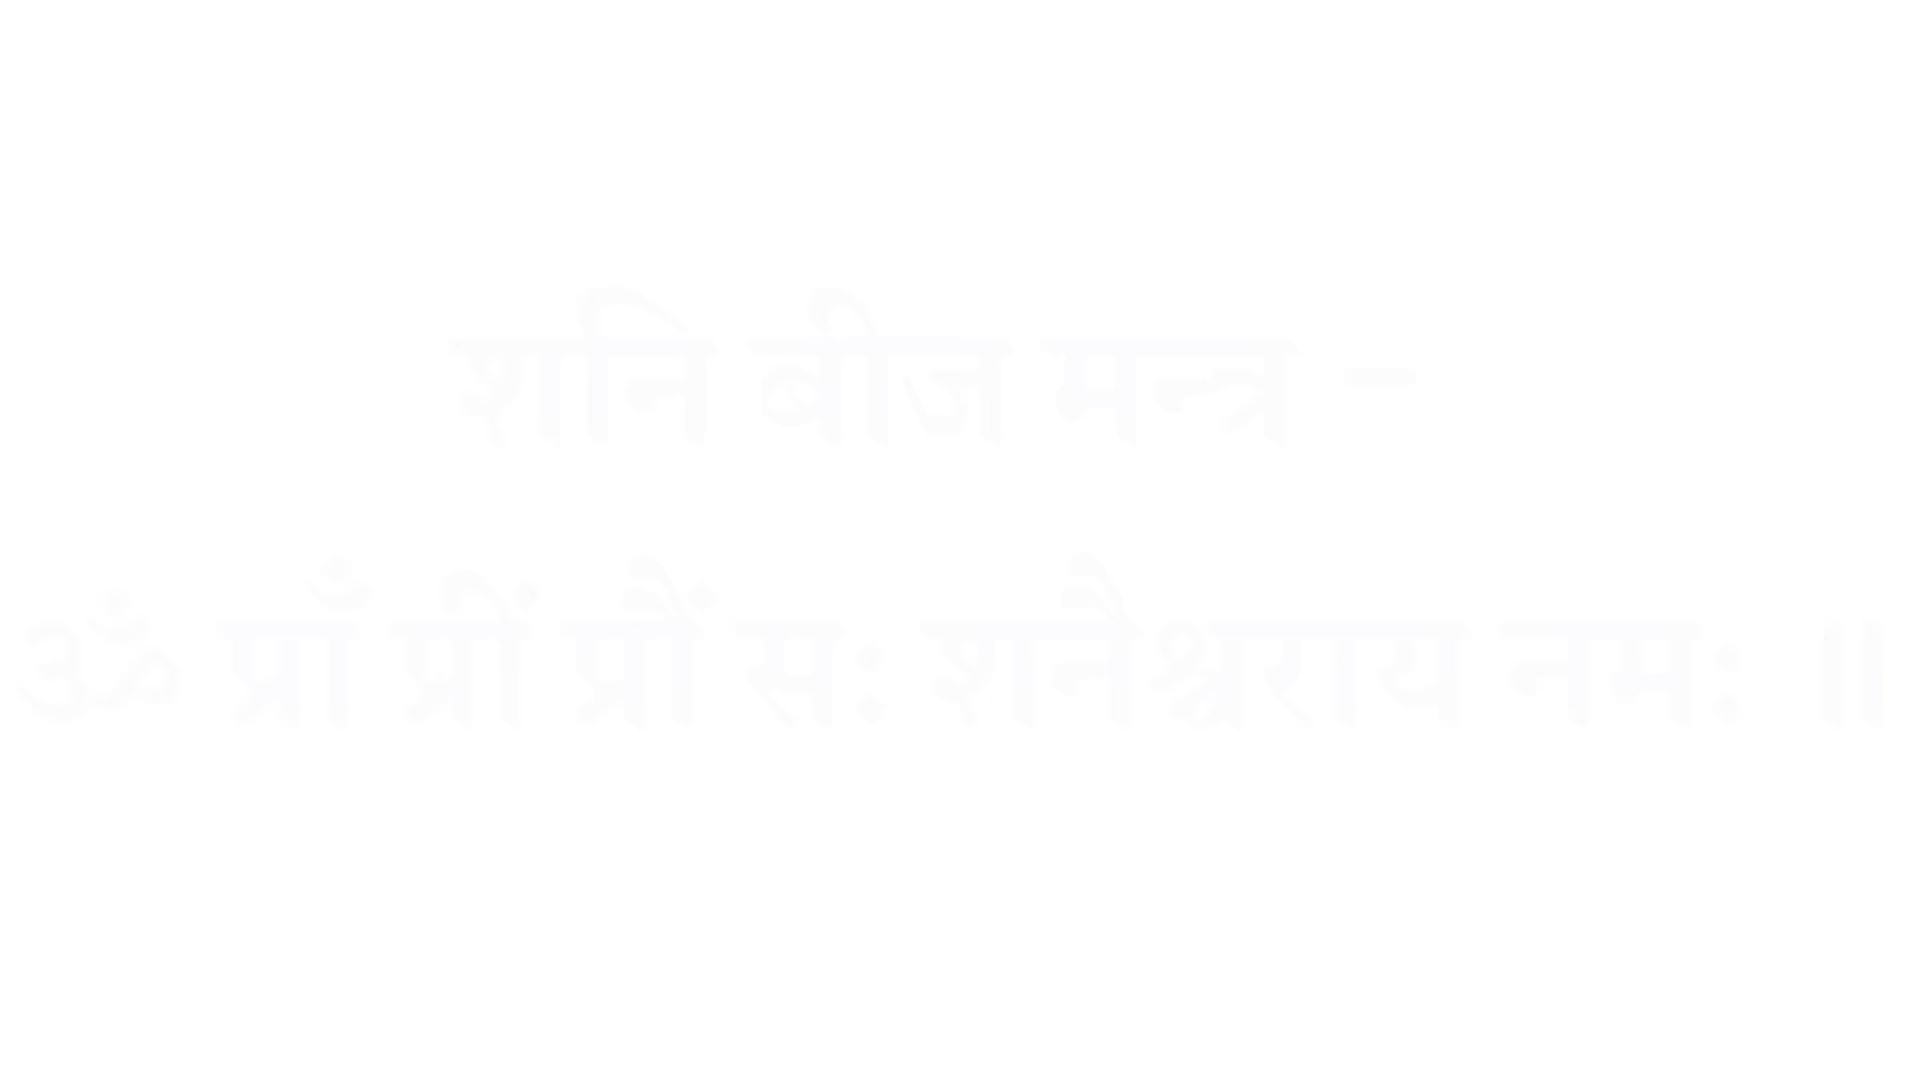 शनि बीज मन्त्र –
ॐ प्राँ प्रीं प्रौं सः शनैश्चराय नमः ॥